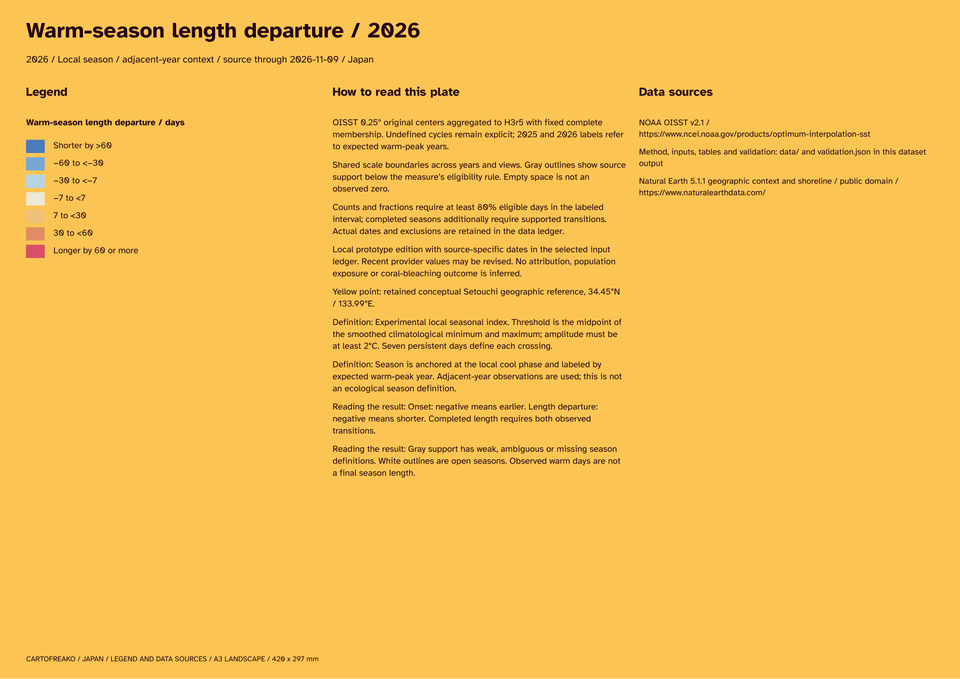 Warm-season length departure / 2026
2026 / Local season / adjacent-year context / source through 2026-11-09 / Japan
Legend
Warm-season length departure / days
Shorter by >60
−60 to <−30
−30 to <−7
−7 to <7
7 to <30
30 to <60
Longer by 60 or more
How to read this plate
OISST 0.25° original centers aggregated to H3r5 with fixed complete
membership. Undefined cycles remain explicit; 2025 and 2026 labels refer
to expected warm-peak years.
Shared scale boundaries across years and views. Gray outlines show source
support below the measure's eligibility rule. Empty space is not an
observed zero.
Counts and fractions require at least 80% eligible days in the labeled
interval; completed seasons additionally require supported transitions.
Actual dates and exclusions are retained in the data ledger.
Local prototype edition with source-specific dates in the selected input
ledger. Recent provider values may be revised. No attribution, population
exposure or coral-bleaching outcome is inferred.
Yellow point: retained conceptual Setouchi geographic reference, 34.45°N
/ 133.99°E.
Definition: Experimental local seasonal index. Threshold is the midpoint of
the smoothed climatological minimum and maximum; amplitude must be
at least 2°C. Seven persistent days define each crossing.
Definition: Season is anchored at the local cool phase and labeled by
expected warm-peak year. Adjacent-year observations are used; this is not
an ecological season definition.
Reading the result: Onset: negative means earlier. Length departure:
negative means shorter. Completed length requires both observed
transitions.
Reading the result: Gray support has weak, ambiguous or missing season
definitions. White outlines are open seasons. Observed warm days are not
a final season length.
Data sources
NOAA OISST v2.1 /
https://www.ncei.noaa.gov/products/optimum-interpolation-sst
Method, inputs, tables and validation: data/ and validation.json in this dataset
output
Natural Earth 5.1.1 geographic context and shoreline / public domain /
https://www.naturalearthdata.com/
CARTOFREAKO / JAPAN / LEGEND AND DATA SOURCES / A3 LANDSCAPE / 420 x 297 mm